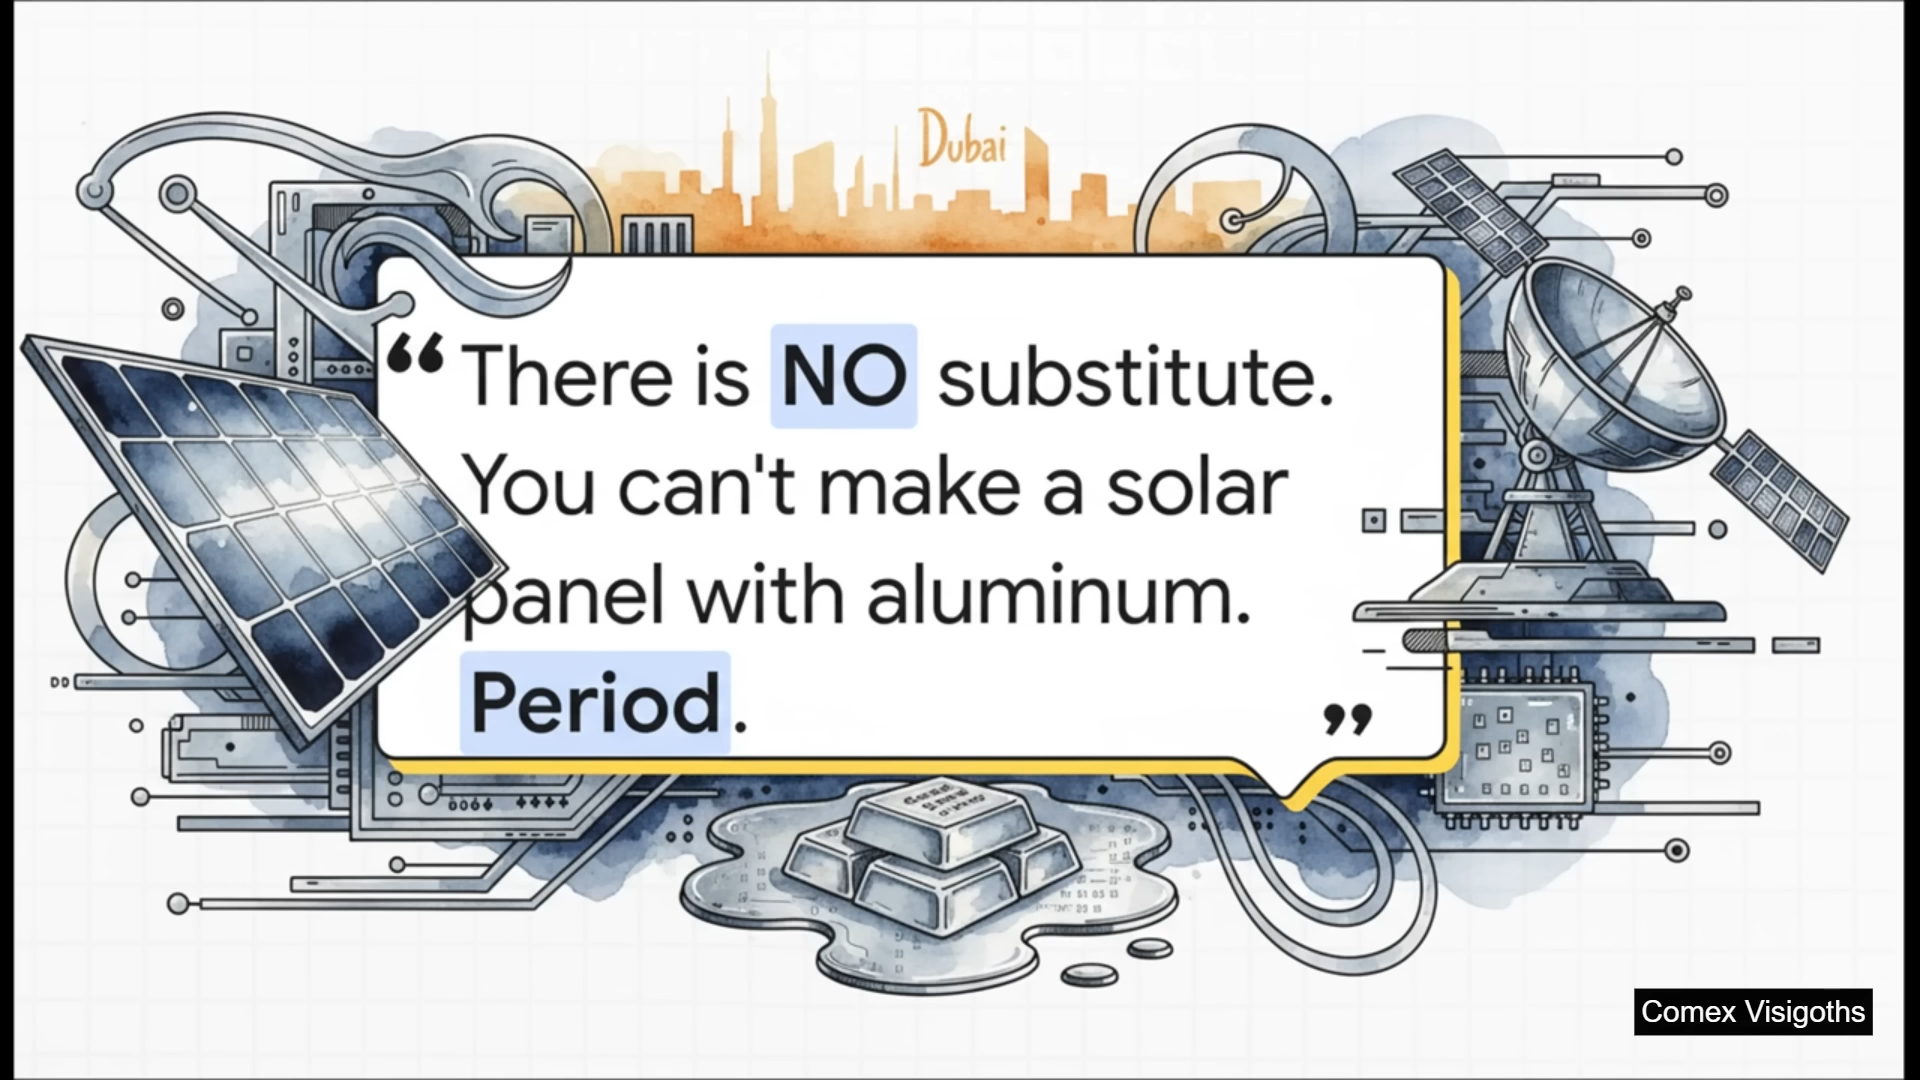 Dubai
“There is NO substitute.
You can't make a solar
panel with aluminum.
Period.”
Comex Visigoths